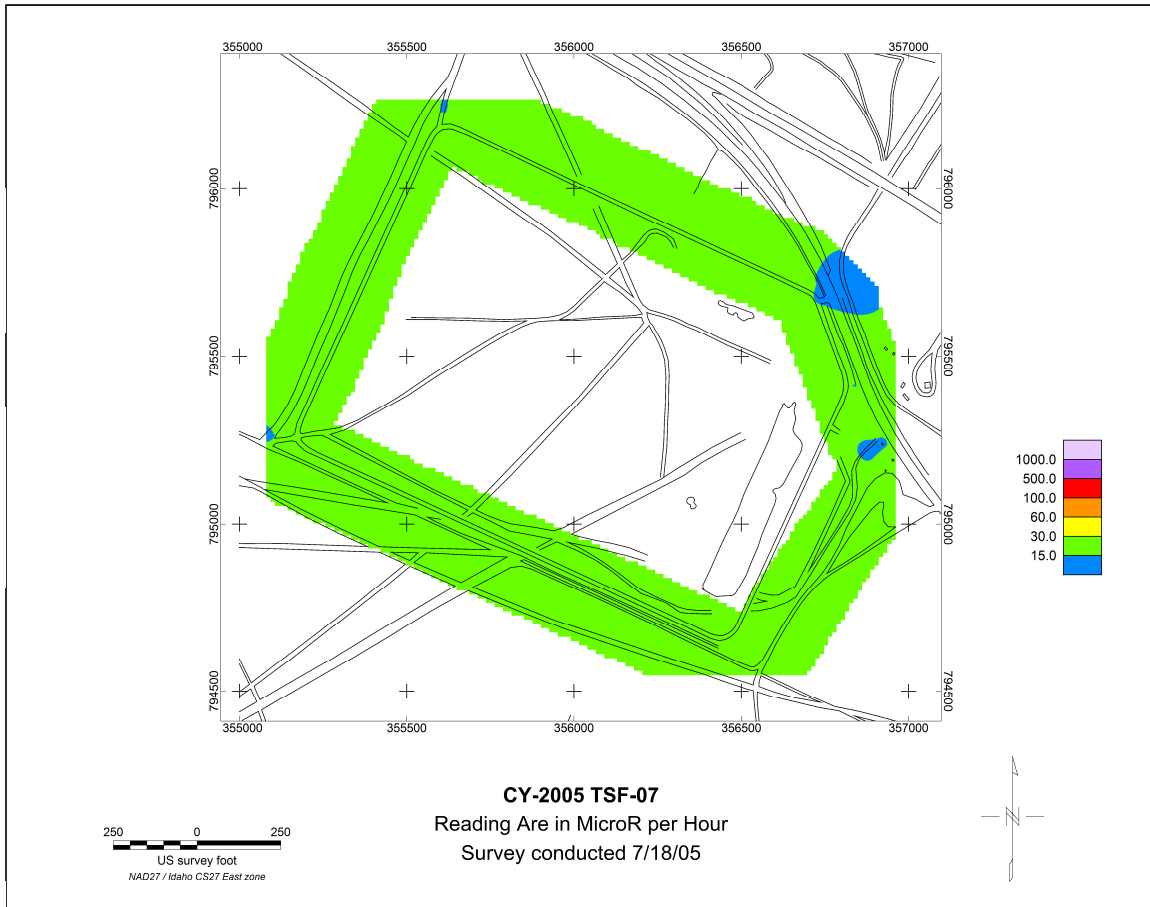 355000 355500 356000 356500 357000
796000 796000
795500 795500
795000 795000
794500 794500
355000 355500 356000 356500 357000
1000.0
500.0
100.0
60.0
30.0
15.0
CY-2005 TSF-07
Reading Are in MicroR per Hour
Survey conducted 7/18/05
250 0 250
US survey foot
NAD27 / Idaho CS27 East zone
N